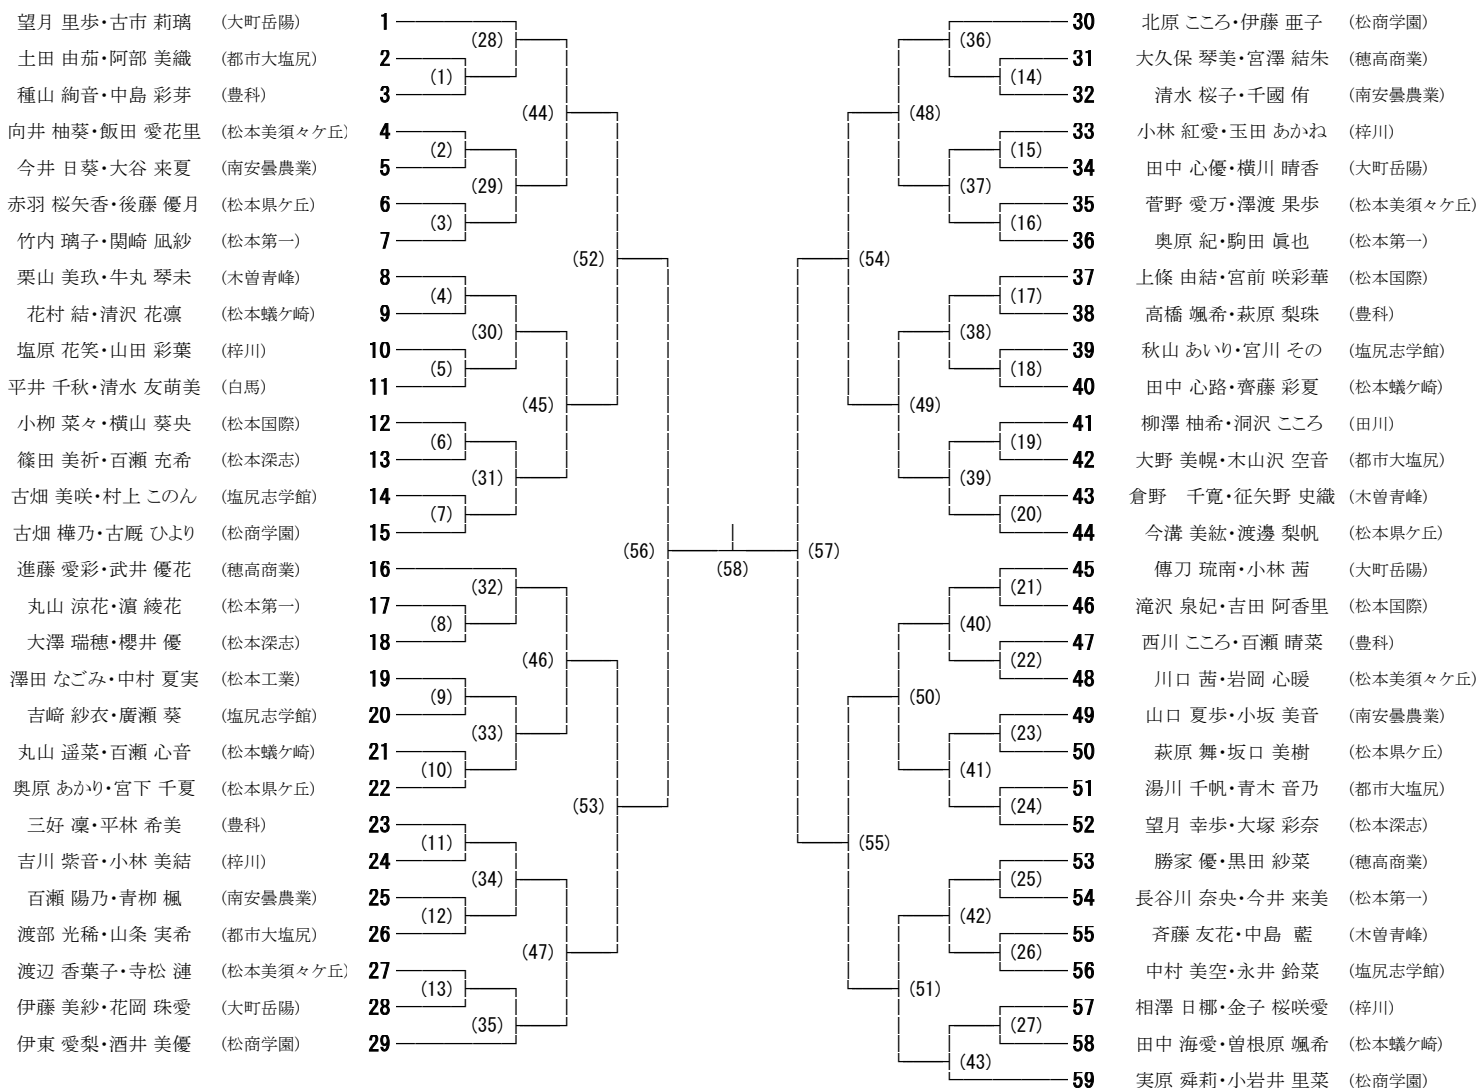 望月 里歩・古市 莉璃 (大町岳陽) 1
土田 由茄・阿部 美織 (都市大塩尻) 2
種山 絢音・中島 彩芽 (豊科) 3
向井 柚葵・飯田 愛花里 (松本美須々ケ丘) 4
今井 日葵・大谷 来夏 (南安曇農業) 5
赤羽 桜矢香・後藤 優月 (松本県ケ丘) 6
竹内 璃子・関崎 凪紗 (松本第一) 7
栗山 美玖・牛丸 琴未 (木曽青峰) 8
花村 結・清沢 花凛 (松本蟻ケ崎) 9
塩原 花笑・山田 彩葉 (梓川) 10
平井 千秋・清水 友萌美 (白馬) 11
小栁 菜々・横山 葵央 (松本国際) 12
篠田 美祈・百瀬 充希 (松本深志) 13
古畑 美咲・村上 このん (塩尻志学館) 14
古畑 樺乃・古厩 ひより (松商学園) 15
進藤 愛彩・武井 優花 (穂高商業) 16
丸山 涼花・濵 綾花 (松本第一) 17
大澤 瑞穂・櫻井 優 (松本深志) 18
澤田 なごみ・中村 夏実 (松本工業) 19
吉﨑 紗衣・廣瀬 葵 (塩尻志学館) 20
丸山 遥菜・百瀬 心音 (松本蟻ケ崎) 21
奥原 あかり・宮下 千夏 (松本県ケ丘) 22
三好 凜・平林 希美 (豊科) 23
吉川 紫音・小林 美結 (梓川) 24
百瀬 陽乃・青栁 楓 (南安曇農業) 25
渡部 光稀・山条 実希 (都市大塩尻) 26
渡辺 香葉子・寺松 漣 (松本美須々ケ丘) 27
伊藤 美紗・花岡 珠愛 (大町岳陽) 28
伊東 愛梨・酒井 美優 (松商学園) 29
(1)
(2)
(3)
(4)
(5)
(6)
(7)
(8)
(9)
(10)
(11)
(12)
(13)
(28)
(29)
(30)
(31)
(32)
(33)
(34)
(35)
(44)
(45)
(46)
(47)
(52)
(53)
(56)
(58)
(57)
(54)
(55)
(48)
(49)
(50)
(51)
(36)
(37)
(38)
(39)
(40)
(41)
(42)
(43)
(14)
(15)
(16)
(17)
(18)
(19)
(20)
(21)
(22)
(23)
(24)
(25)
(26)
(27)
30 北原 こころ・伊藤 亜子 (松商学園)
31 大久保 琴美・宮澤 結朱 (穂高商業)
32 清水 桜子・千國 侑 (南安曇農業)
33 小林 紅愛・玉田 あかね (梓川)
34 田中 心優・横川 晴香 (大町岳陽)
35 菅野 愛万・澤渡 果歩 (松本美須々ケ丘)
36 奥原 紀・駒田 眞也 (松本第一)
37 上條 由結・宮前 咲彩華 (松本国際)
38 高橋 颯希・萩原 梨珠 (豊科)
39 秋山 あいり・宮川 その (塩尻志学館)
40 田中 心路・齊藤 彩夏 (松本蟻ケ崎)
41 柳澤 柚希・洞沢 こころ (田川)
42 大野 美幌・木山沢 空音 (都市大塩尻)
43 倉野　千寛・征矢野 史織 (木曽青峰)
44 今溝 美紘・渡邊 梨帆 (松本県ケ丘)
45 傳刀 琉南・小林 茜 (大町岳陽)
46 滝沢 泉妃・吉田 阿香里 (松本国際)
47 西川 こころ・百瀬 晴菜 (豊科)
48 川口 茜・岩岡 心暖 (松本美須々ケ丘)
49 山口 夏歩・小坂 美音 (南安曇農業)
50 萩原 舞・坂口 美樹 (松本県ケ丘)
51 湯川 千帆・青木 音乃 (都市大塩尻)
52 望月 幸歩・大塚 彩奈 (松本深志)
53 勝家 優・黒田 紗菜 (穂高商業)
54 長谷川 奈央・今井 来美 (松本第一)
55 斉藤 友花・中島　藍 (木曽青峰)
56 中村 美空・永井 鈴菜 (塩尻志学館)
57 相澤 日梛・金子 桜咲愛 (梓川)
58 田中 海愛・曽根原 颯希 (松本蟻ケ崎)
59 実原 舜莉・小岩井 里菜 (松商学園)